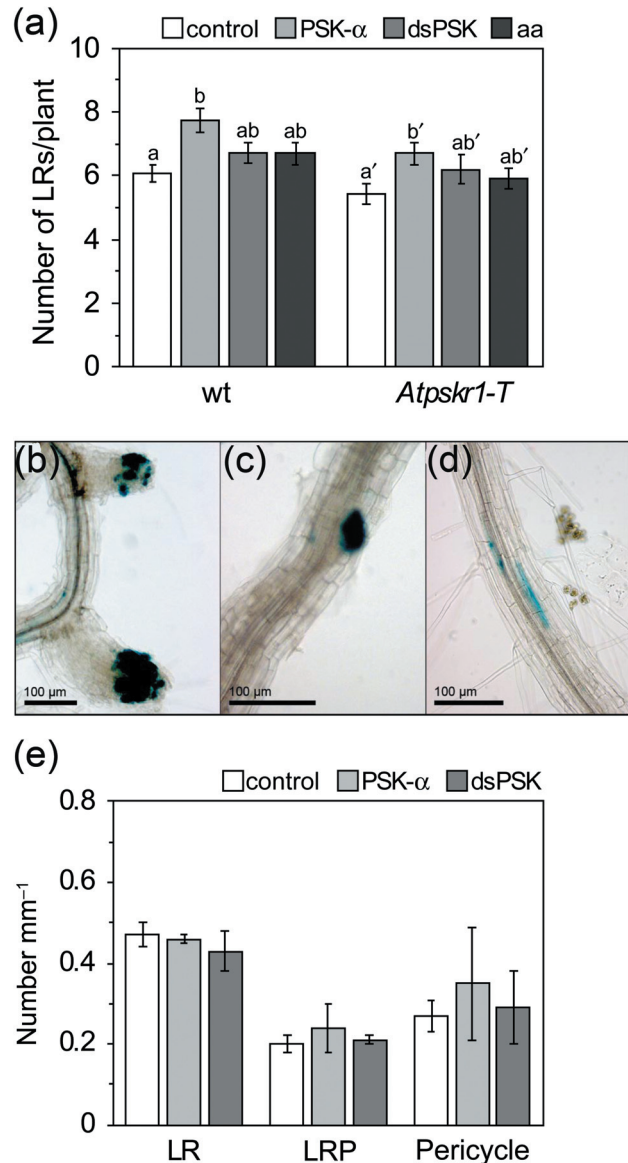 (a)
control PSK-α dsPSK aa
Number of LRs/plant
10
8
6
4
2
0
a b ab ab a′ b′ ab′ ab′
wt Atpskr1-T
(b) (c) (d)
100 µm 100 µm 100 µm
(e)
control PSK-α dsPSK
Number mm⁻¹
0.8
0.6
0.4
0.2
0
LR LRP Pericycle